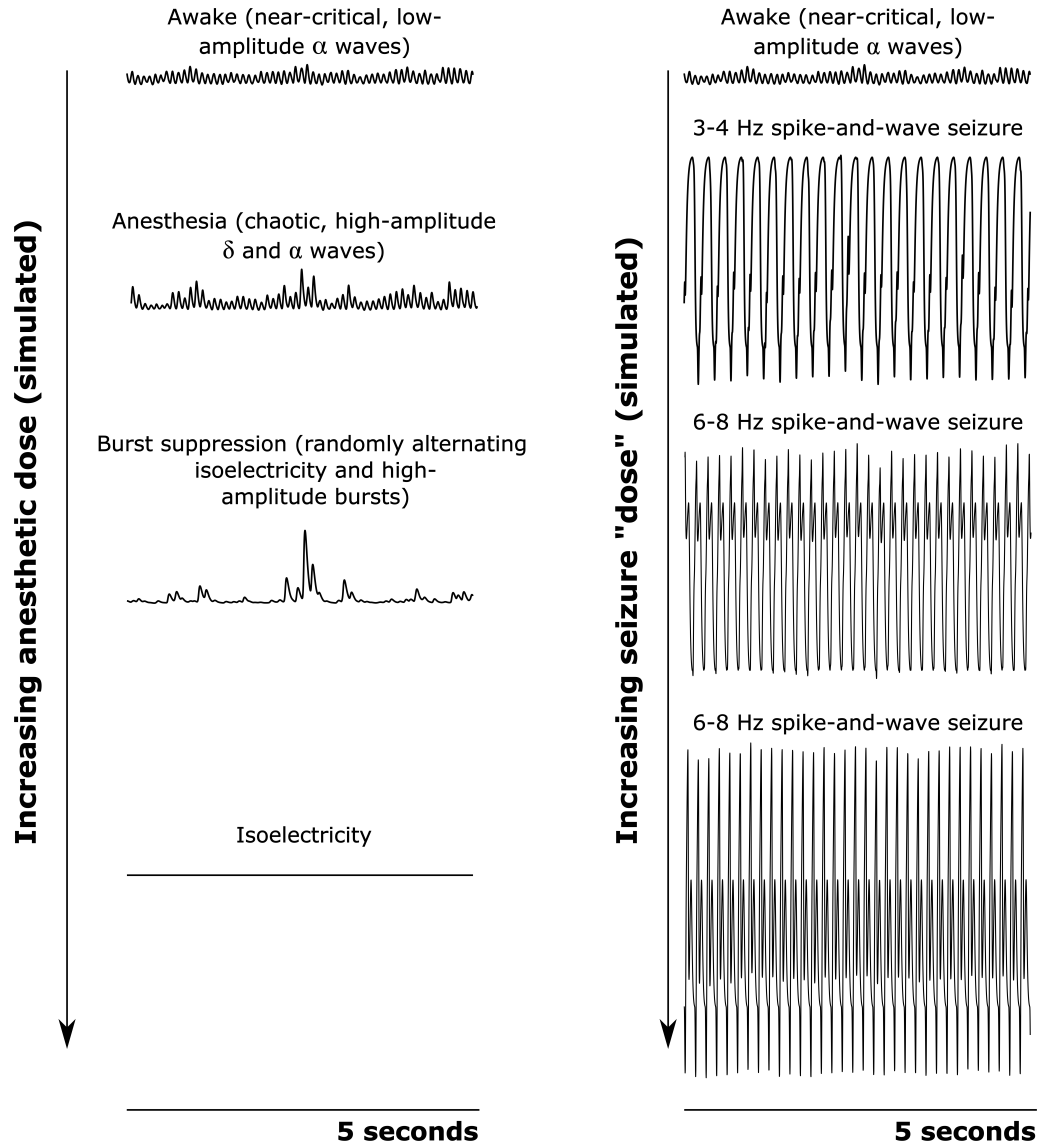 Awake (near-critical, low-
amplitude α waves)
Anesthesia (chaotic, high-amplitude
δ and α waves)
Burst suppression (randomly alternating
isoelectricity and high-
amplitude bursts)
Isoelectricity
Increasing anesthetic dose (simulated)
5 seconds
Awake (near-critical, low-
amplitude α waves)
3-4 Hz spike-and-wave seizure
6-8 Hz spike-and-wave seizure
6-8 Hz spike-and-wave seizure
Increasing seizure "dose" (simulated)
5 seconds